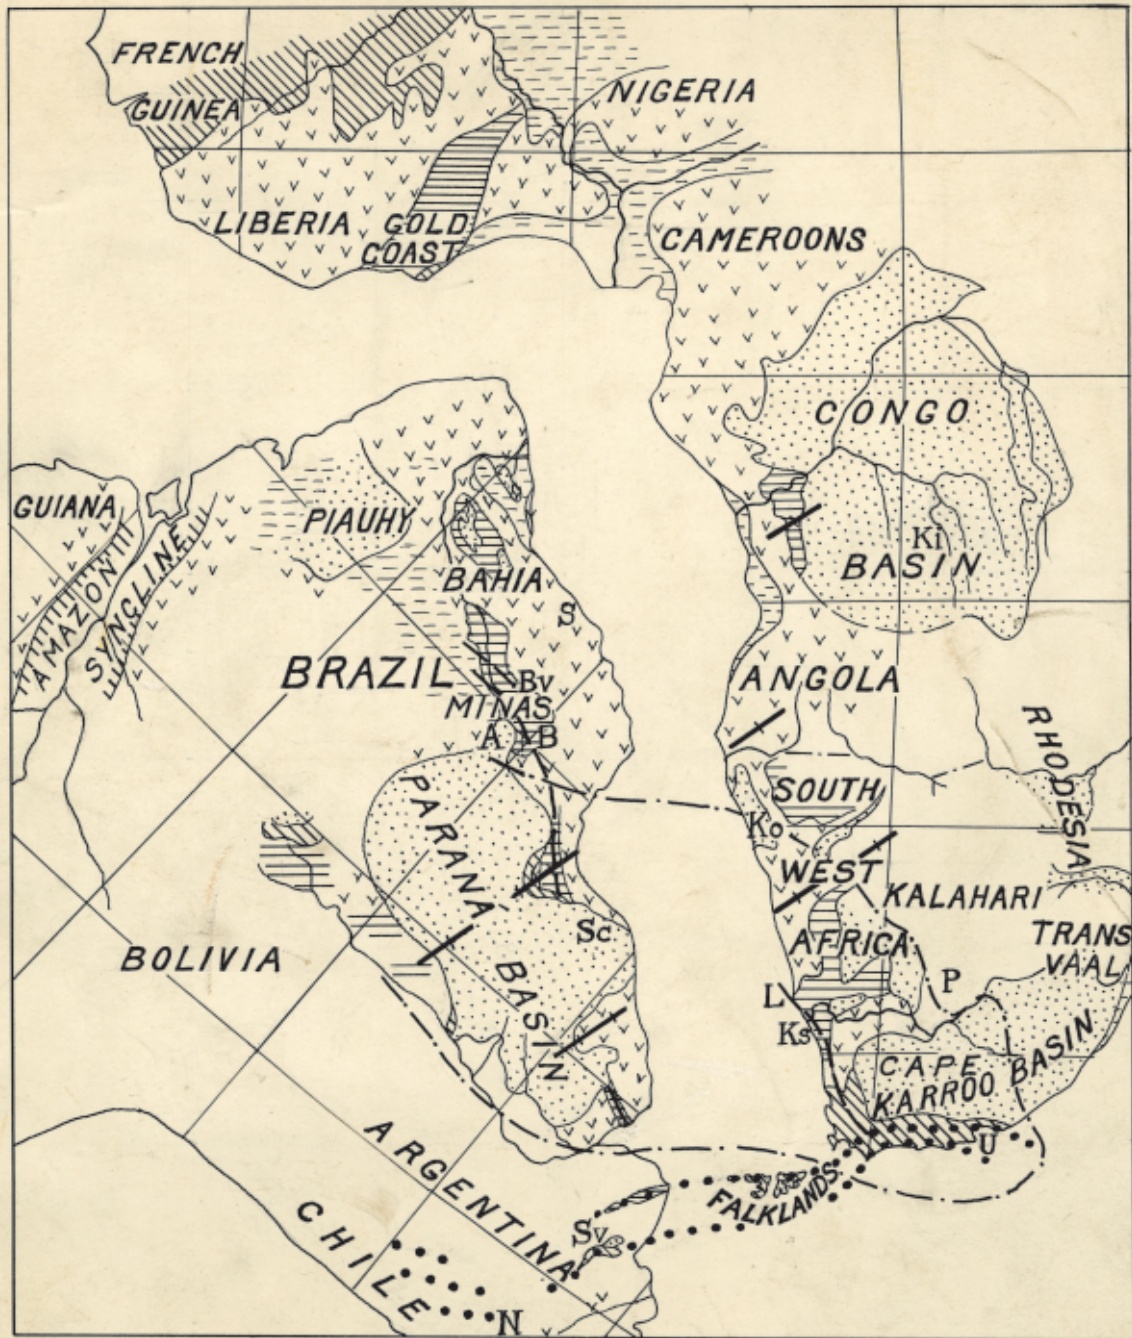 FRENCH
GUINEA
NIGERIA
LIBERIA
GOLD
COAST
CAMEROONS
CONGO
BASIN
Ki
GUIANA
AMAZON
SYNCLINE
PIAUHY
BAHIA
S
BRAZIL
Bv
MINAS
A
B
ANGOLA
RHODESIA
SOUTH
WEST
AFRICA
Ko
KALAHARI
TRANS
VAAL
PARANA
BASIN
Sc
BOLIVIA
P
L
Ks
CAPE
KARROO BASIN
U
ARGENTINA
FALKLANDS
Sv
CHILE
N